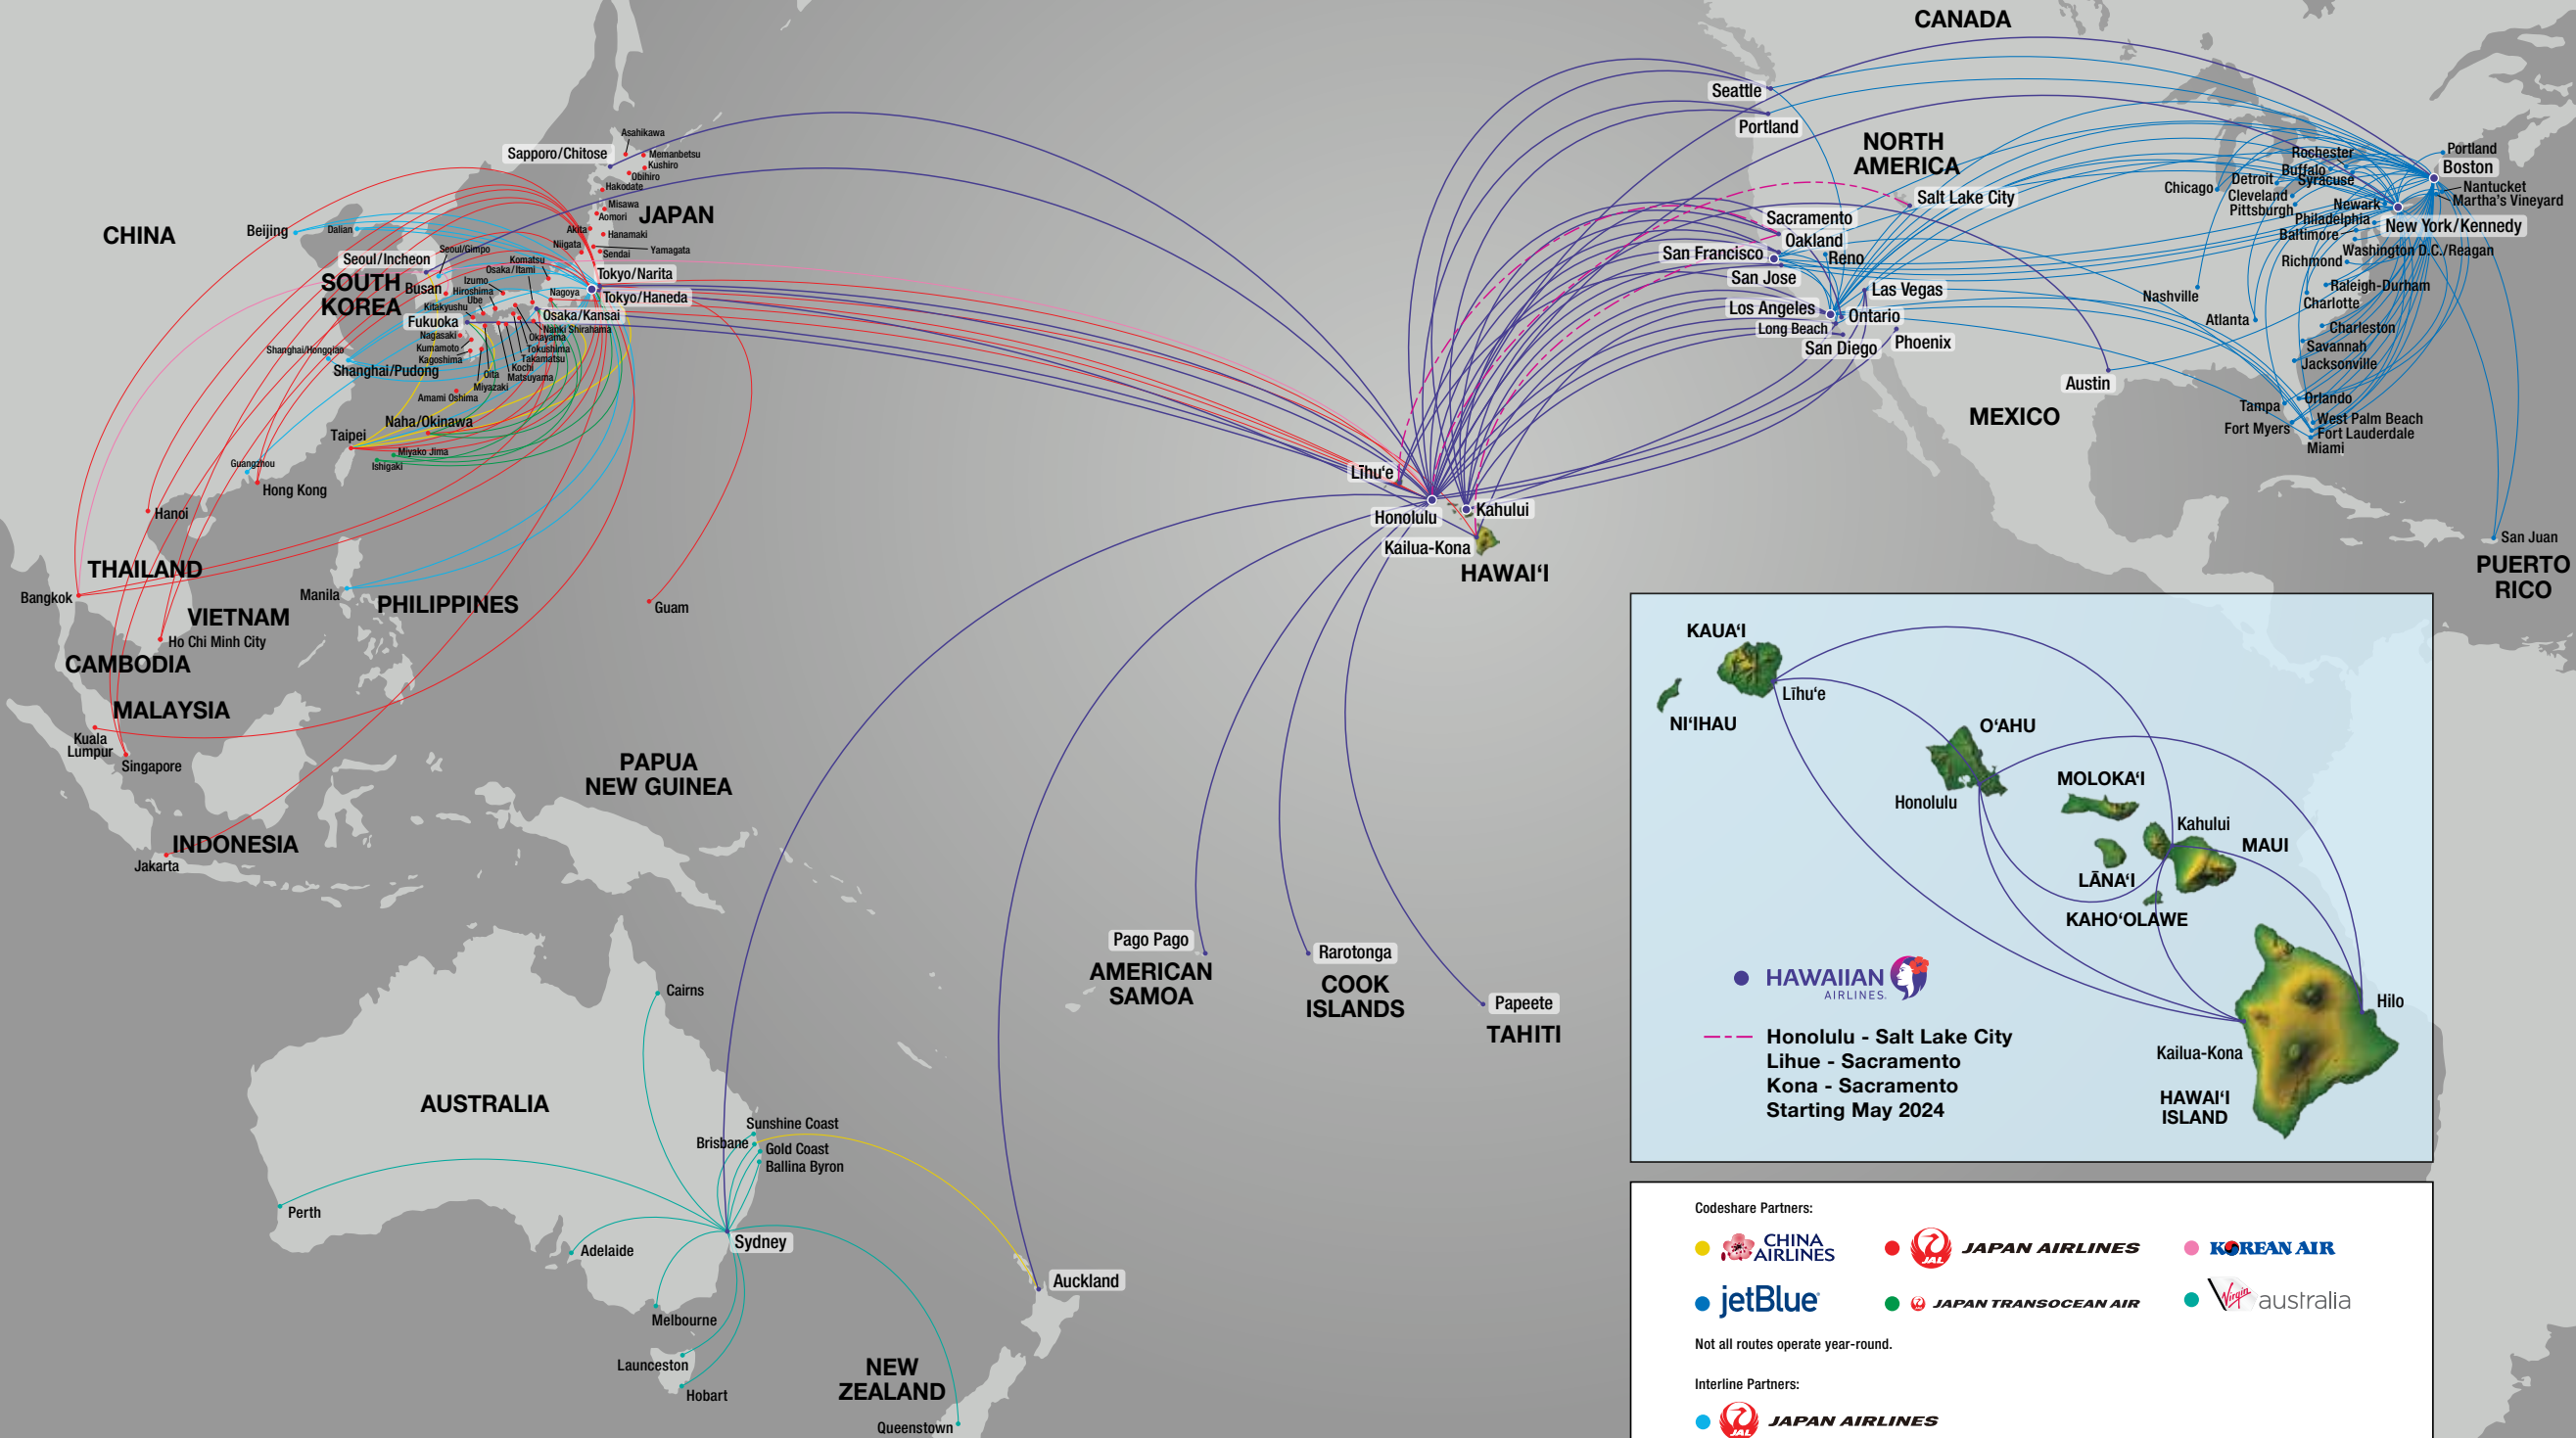 CANADA
Seattle
Portland
NORTH
AMERICA
Salt Lake City
Sacramento
Oakland
San Francisco
Reno
San Jose
Las Vegas
Los Angeles
Ontario
Long Beach
San Diego
Phoenix
Austin
MEXICO
Chicago
Rochester
Buffalo
Detroit
Syracuse
Cleveland
Pittsburgh
Portland
Boston
Nantucket
Martha's Vineyard
Newark
Philadelphia
New York/Kennedy
Baltimore
Washington D.C./Reagan
Richmond
Raleigh-Durham
Nashville
Charlotte
Atlanta
Charleston
Savannah
Jacksonville
Tampa
Orlando
West Palm Beach
Fort Myers
Fort Lauderdale
Miami
San Juan
PUERTO
RICO
Asahikawa
Sapporo/Chitose
Memanbetsu
Kushiro
Obihiro
Hakodate
Misawa
Aomori
JAPAN
Akita
Hanamaki
Niigata
Yamagata
Sendai
CHINA
Beijing
Dalian
Seoul/Gimpo
Seoul/Incheon
Komatsu
Osaka/Itami
Tokyo/Narita
SOUTH
KOREA
Busan
Izumo
Hiroshima
Ube
Nagoya
Tokyo/Haneda
Kitakyushu
Osaka/Kansai
Fukuoka
Nanki Shirahama
Nagasaki
Okayama
Kumamoto
Tokushima
Kagoshima
Takamatsu
Kochi
Oita
Matsuyama
Miyazaki
Shanghai/Hongqiao
Shanghai/Pudong
Amami Oshima
Naha/Okinawa
Taipei
Miyako Jima
Ishigaki
Guangzhou
Hong Kong
Hanoi
THAILAND
Bangkok
VIETNAM
Ho Chi Minh City
CAMBODIA
Manila
PHILIPPINES
Guam
MALAYSIA
Kuala
Lumpur
Singapore
INDONESIA
Jakarta
PAPUA
NEW GUINEA
Līhuʻe
Honolulu
Kahului
Kailua-Kona
HAWAIʻI
Pago Pago
AMERICAN
SAMOA
Rarotonga
COOK
ISLANDS
Papeete
TAHITI
Cairns
AUSTRALIA
Sunshine Coast
Brisbane
Gold Coast
Ballina Byron
Perth
Adelaide
Sydney
Melbourne
Launceston
Hobart
Auckland
NEW
ZEALAND
Queenstown
KAUAʻI
Līhuʻe
NIʻIHAU
OʻAHU
Honolulu
MOLOKAʻI
Kahului
MAUI
LĀNAʻI
KAHOʻOLAWE
Hilo
Kailua-Kona
HAWAIʻI
ISLAND
HAWAIIAN
AIRLINES.
Honolulu - Salt Lake City
Lihue - Sacramento
Kona - Sacramento
Starting May 2024
Codeshare Partners:
CHINA
AIRLINES
JAL
JAPAN AIRLINES
KOREAN AIR
jetBlue
JAL
JAPAN TRANSOCEAN AIR
Virgin
australia
Not all routes operate year-round.
Interline Partners:
JAL
JAPAN AIRLINES